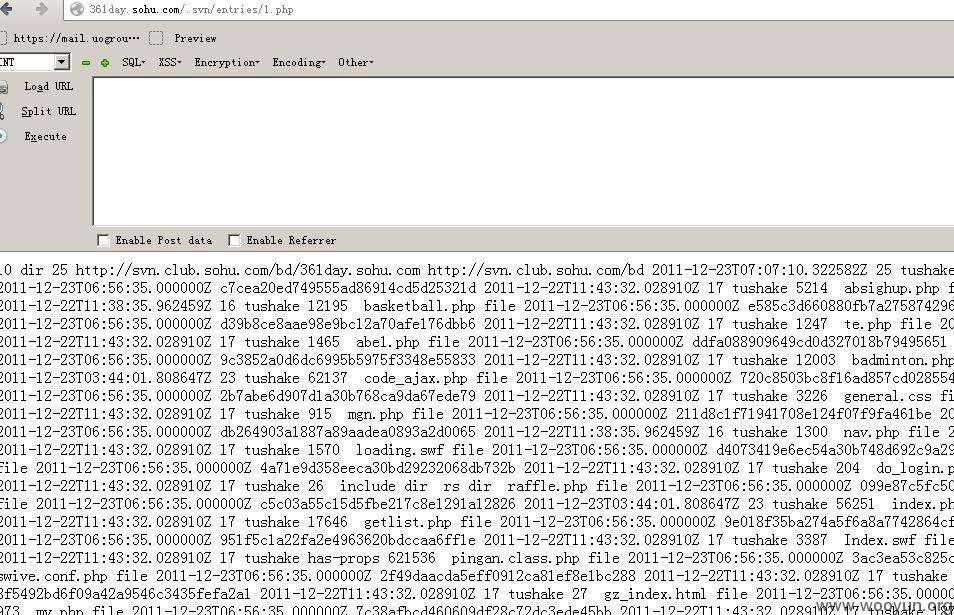 361day.sohu.com/.svn/entries/1.php
https://mail.uogrou… Preview
INT SQL▾ XSS▾ Encryption▾ Encoding▾ Other▾
Load URL
Split URL
Execute
Enable Post data Enable Referrer
10 dir 25 http://svn.club.sohu.com/bd/361day.sohu.com http://svn.club.sohu.com/bd 2011-12-23T07:07:10.322582Z 25 tushake
2011-12-23T06:56:35.000000Z c7cea20ed749555ad86914cd5d25321d 2011-12-22T11:43:32.028910Z 17 tushake 5214 absighup.php f
2011-12-22T11:38:35.962459Z 16 tushake 12195 basketball.php file 2011-12-23T06:56:35.000000Z e585c3d660880fb7a275874296
2011-12-23T06:56:35.000000Z d39b8ce8aae98e9bc12a70afe176dbb6 2011-12-22T11:43:32.028910Z 17 tushake 1247 te.php file 20
2011-12-22T11:43:32.028910Z 17 tushake 1465 abe1.php file 2011-12-23T06:56:35.000000Z ddfa088909649cd0d327018b79495651
2011-12-23T06:56:35.000000Z 9c3852a0d6dc6995b5975f3348e55833 2011-12-22T11:43:32.028910Z 17 tushake 12003 badminton.php
2011-12-23T03:44:01.808647Z 23 tushake 62137 code_ajax.php file 2011-12-23T06:56:35.000000Z 720c8503bc8f16ad857cd028554
2011-12-23T06:56:35.000000Z 2b7abe6d907d1a30b768ca9da67ede79 2011-12-22T11:43:32.028910Z 17 tushake 3226 general.css fi
2011-12-22T11:43:32.028910Z 17 tushake 915 mgn.php file 2011-12-23T06:56:35.000000Z 211d8c1f71941708e124f07f9fa461be 20
2011-12-23T06:56:35.000000Z db264903a1887a89aadea0893a2d0065 2011-12-22T11:38:35.962459Z 16 tushake 1300 nav.php file 2
2011-12-22T11:43:32.028910Z 17 tushake 1570 loading.swf file 2011-12-23T06:56:35.000000Z d4073419e6ec54a30b748d692c9a29
file 2011-12-23T06:56:35.000000Z 4a71e9d358eeca30bd29232068db732b 2011-12-22T11:43:32.028910Z 17 tushake 204 do_login.p
2011-12-22T11:43:32.028910Z 17 tushake 26 include dir rs dir raffle.php file 2011-12-23T06:56:35.000000Z 099e87c5fc50
file 2011-12-23T06:56:35.000000Z c5c03a55c15d5fbe217c8e1291a12826 2011-12-23T03:44:01.808647Z 23 tushake 56251 index.ph
2011-12-22T11:43:32.028910Z 17 tushake 17646 getlist.php file 2011-12-23T06:56:35.000000Z 9e018f35ba274a5f6a8a7742864cf
2011-12-23T06:56:35.000000Z 951f5c1a22fa2e4963620bdccaa6ff1e 2011-12-22T11:43:32.028910Z 17 tushake 3387 Index.swf file
2011-12-22T11:43:32.028910Z 17 tushake has-props 621536 pingan.class.php file 2011-12-23T06:56:35.000000Z 3ac3ea53c825c
swive.conf.php file 2011-12-23T06:56:35.000000Z 2f49daacda5eff0912ca81ef8e1bc288 2011-12-22T11:43:32.028910Z 17 tushake
8f5492bd6f09a42a9546c3435fefa2a1 2011-12-22T11:43:32.028910Z 17 tushake 27 gz_index.html file 2011-12-23T06:56:35.000000Z
973 my.php file 2011-12-23T06:56:35.000000Z 7c38afbcd460609df28c72dc3ede45bb 2011-12-22T11:43:32.028910Z 17 tushake
www.wooyun.org